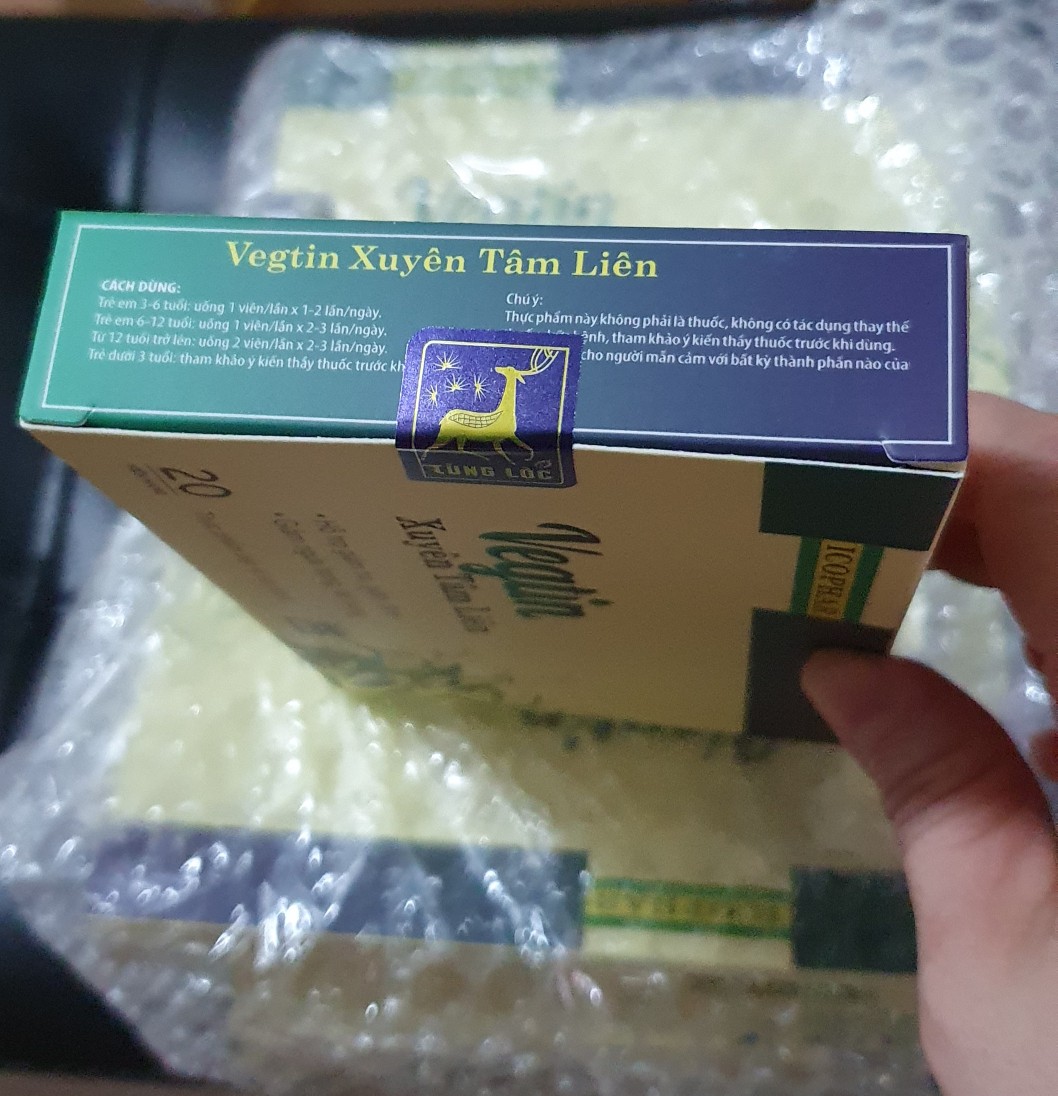 Vegtin Xuyên Tâm Liên
CÁCH DÙNG:
Trẻ em 3-6 tuổi: uống 1 viên/lần x 1-2 lần/ngày.
Trẻ em 6-12 tuổi: uống 1 viên/lần x 2-3 lần/ngày.
Từ 12 tuổi trở lên: uống 2 viên/lần x 2-3 lần/ngày.
Trẻ dưới 3 tuổi: tham khảo ý kiến thầy thuốc trước kh
Chú ý:
Thực phẩm này không phải là thuốc, không có tác dụng thay thế
ệnh, tham khảo ý kiến thầy thuốc trước khi dùng.
cho người mẫn cảm với bất kỳ thành phần nào của
TÙNG LỘC
Vegtin
Xuyên Tâm Liên
20
ICOPHA